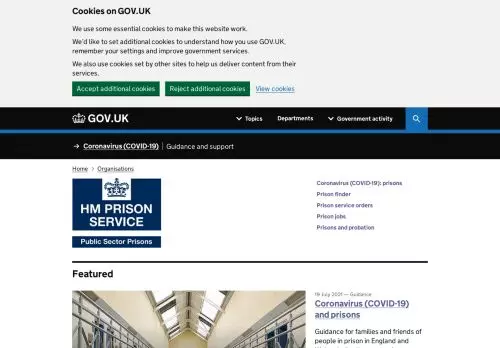 Cookies on GOV.UK
We use some essential cookies to make this website work.
We'd like to set additional cookies to understand how you use GOV.UK,
remember your settings and improve government services.
We also use cookies set by other sites to help us deliver content from their
services.
Accept additional cookies Reject additional cookies View cookies
GOV.UK Topics Departments Government activity
→ Coronavirus (COVID-19) | Guidance and support
Home > Organisations
HM PRISON
SERVICE
Public Sector Prisons
Coronavirus (COVID-19): prisons
Prison finder
Prison service orders
Prison jobs
Prisons and probation
Featured
19 July 2021 — Guidance
Coronavirus (COVID-19)
and prisons
Guidance for families and friends of
people in prison in England and